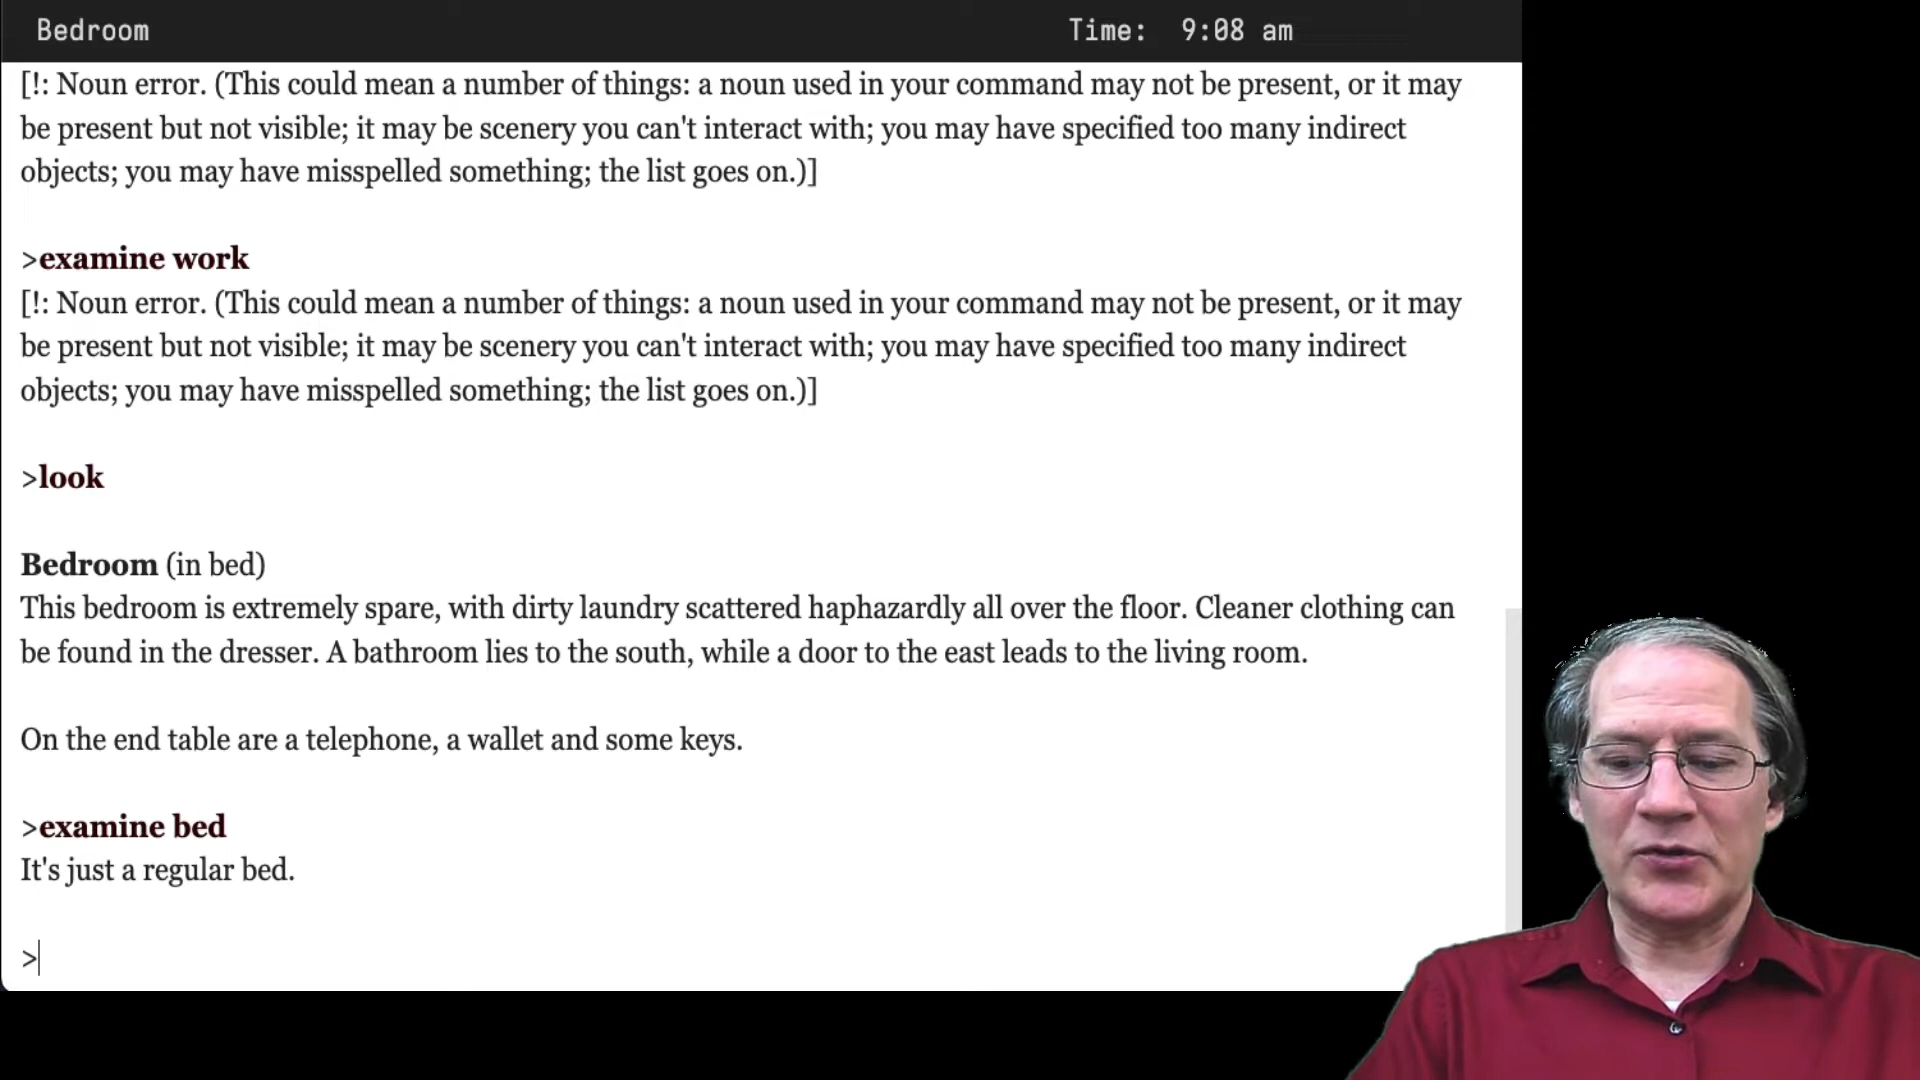 Bedroom Time: 9:08 am
[!: Noun error. (This could mean a number of things: a noun used in your command may not be present, or it may
be present but not visible; it may be scenery you can't interact with; you may have specified too many indirect
objects; you may have misspelled something; the list goes on.)]
>examine work
[!: Noun error. (This could mean a number of things: a noun used in your command may not be present, or it may
be present but not visible; it may be scenery you can't interact with; you may have specified too many indirect
objects; you may have misspelled something; the list goes on.)]
>look
Bedroom (in bed)
This bedroom is extremely spare, with dirty laundry scattered haphazardly all over the floor. Cleaner clothing can
be found in the dresser. A bathroom lies to the south, while a door to the east leads to the living room.
On the end table are a telephone, a wallet and some keys.
>examine bed
It's just a regular bed.
>